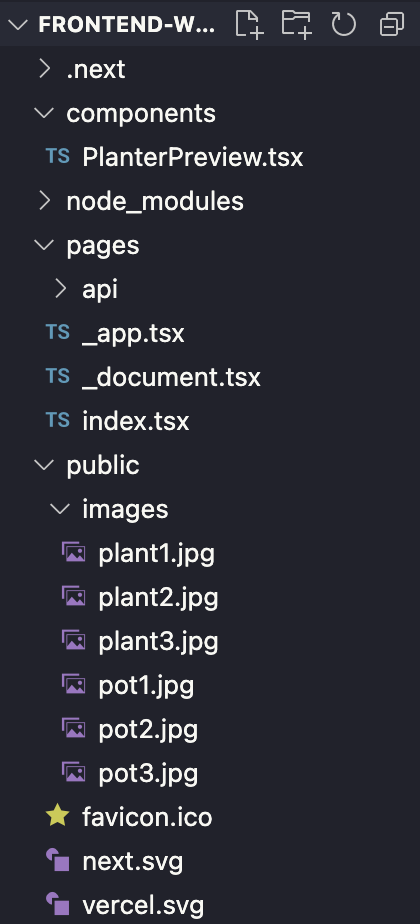 FRONTEND-W...
.next
components
TS PlanterPreview.tsx
node_modules
pages
api
TS _app.tsx
TS _document.tsx
TS index.tsx
public
images
plant1.jpg
plant2.jpg
plant3.jpg
pot1.jpg
pot2.jpg
pot3.jpg
favicon.ico
next.svg
vercel.svg